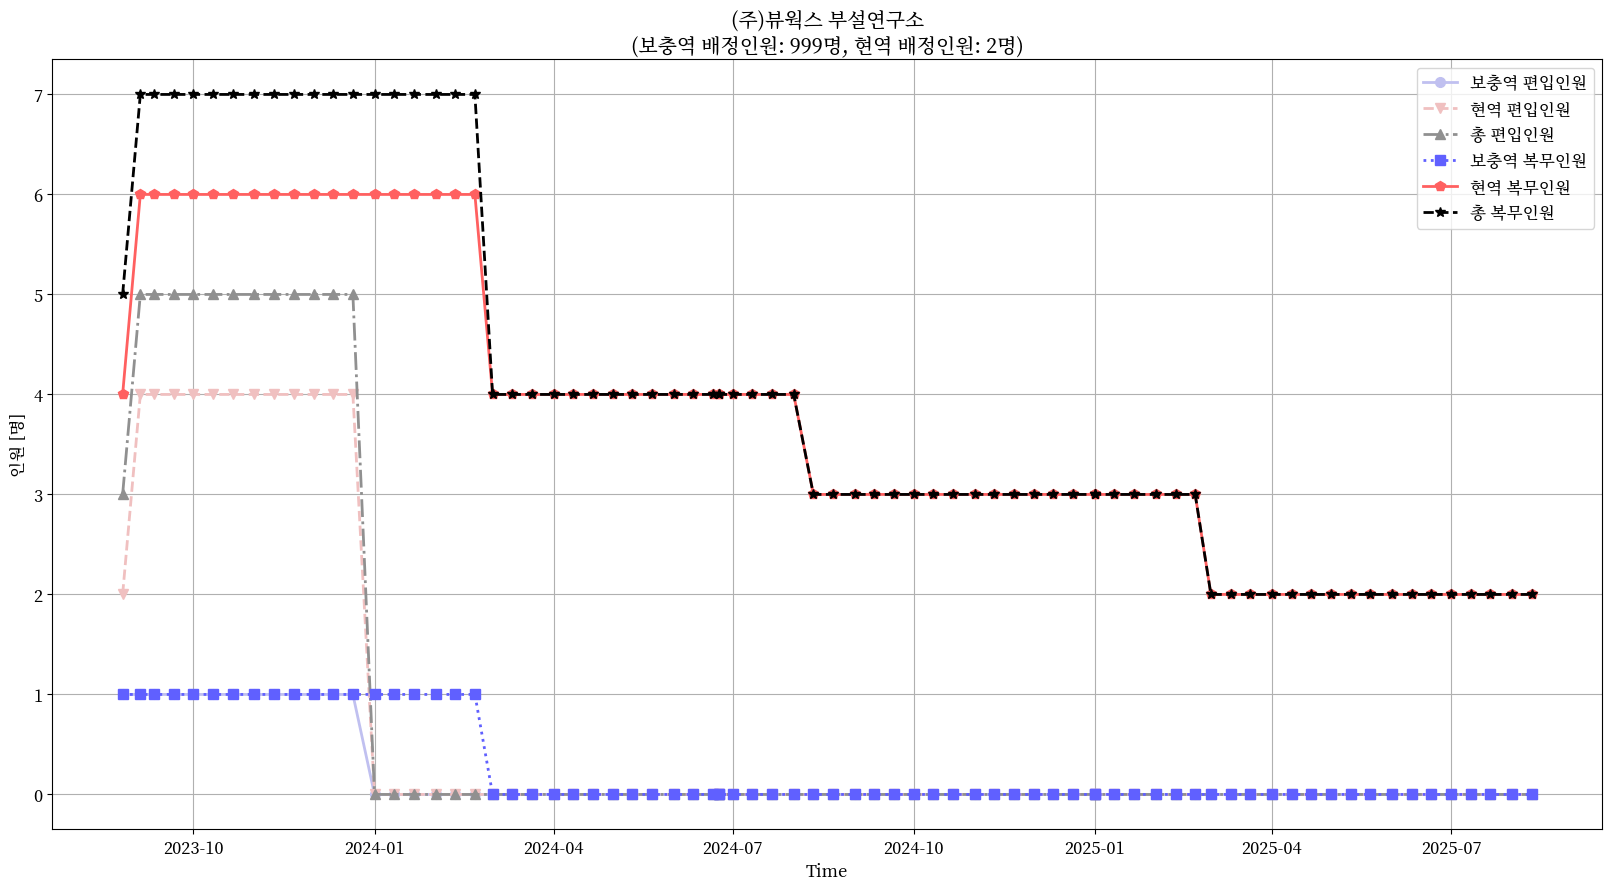 (주)뷰웍스 부설연구소
(보충역 배정인원: 999명, 현역 배정인원: 2명)
보충역 편입인원
현역 편입인원
총 편입인원
보충역 복무인원
현역 복무인원
총 복무인원
인원 [명]
7
6
5
4
3
2
1
0
2023-10
2024-01
2024-04
2024-07
2024-10
2025-01
2025-04
2025-07
Time